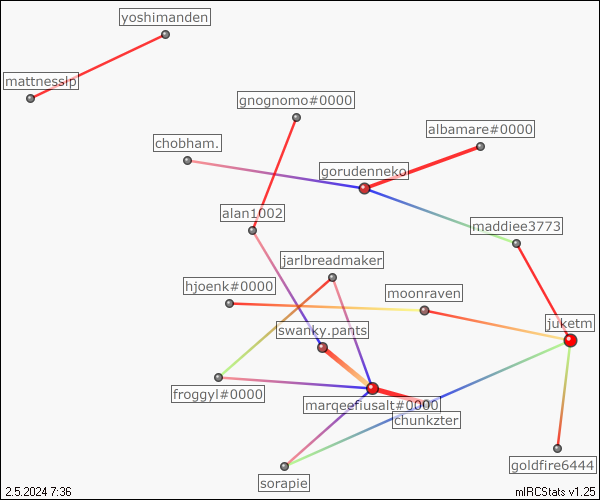 yoshimanden
mattnesslp
gnognomo#0000
albamare#0000
chobham.
gorudenneko
alan1002
maddiee3773
jarlbreadmaker
hjoenk#0000
moonraven
swanky.pants
juketm
froggyl#0000
marqeefiusalt#0000
chunkzter
goldfire6444
sorapie
2.5.2024 7:36
mIRCStats v1.25